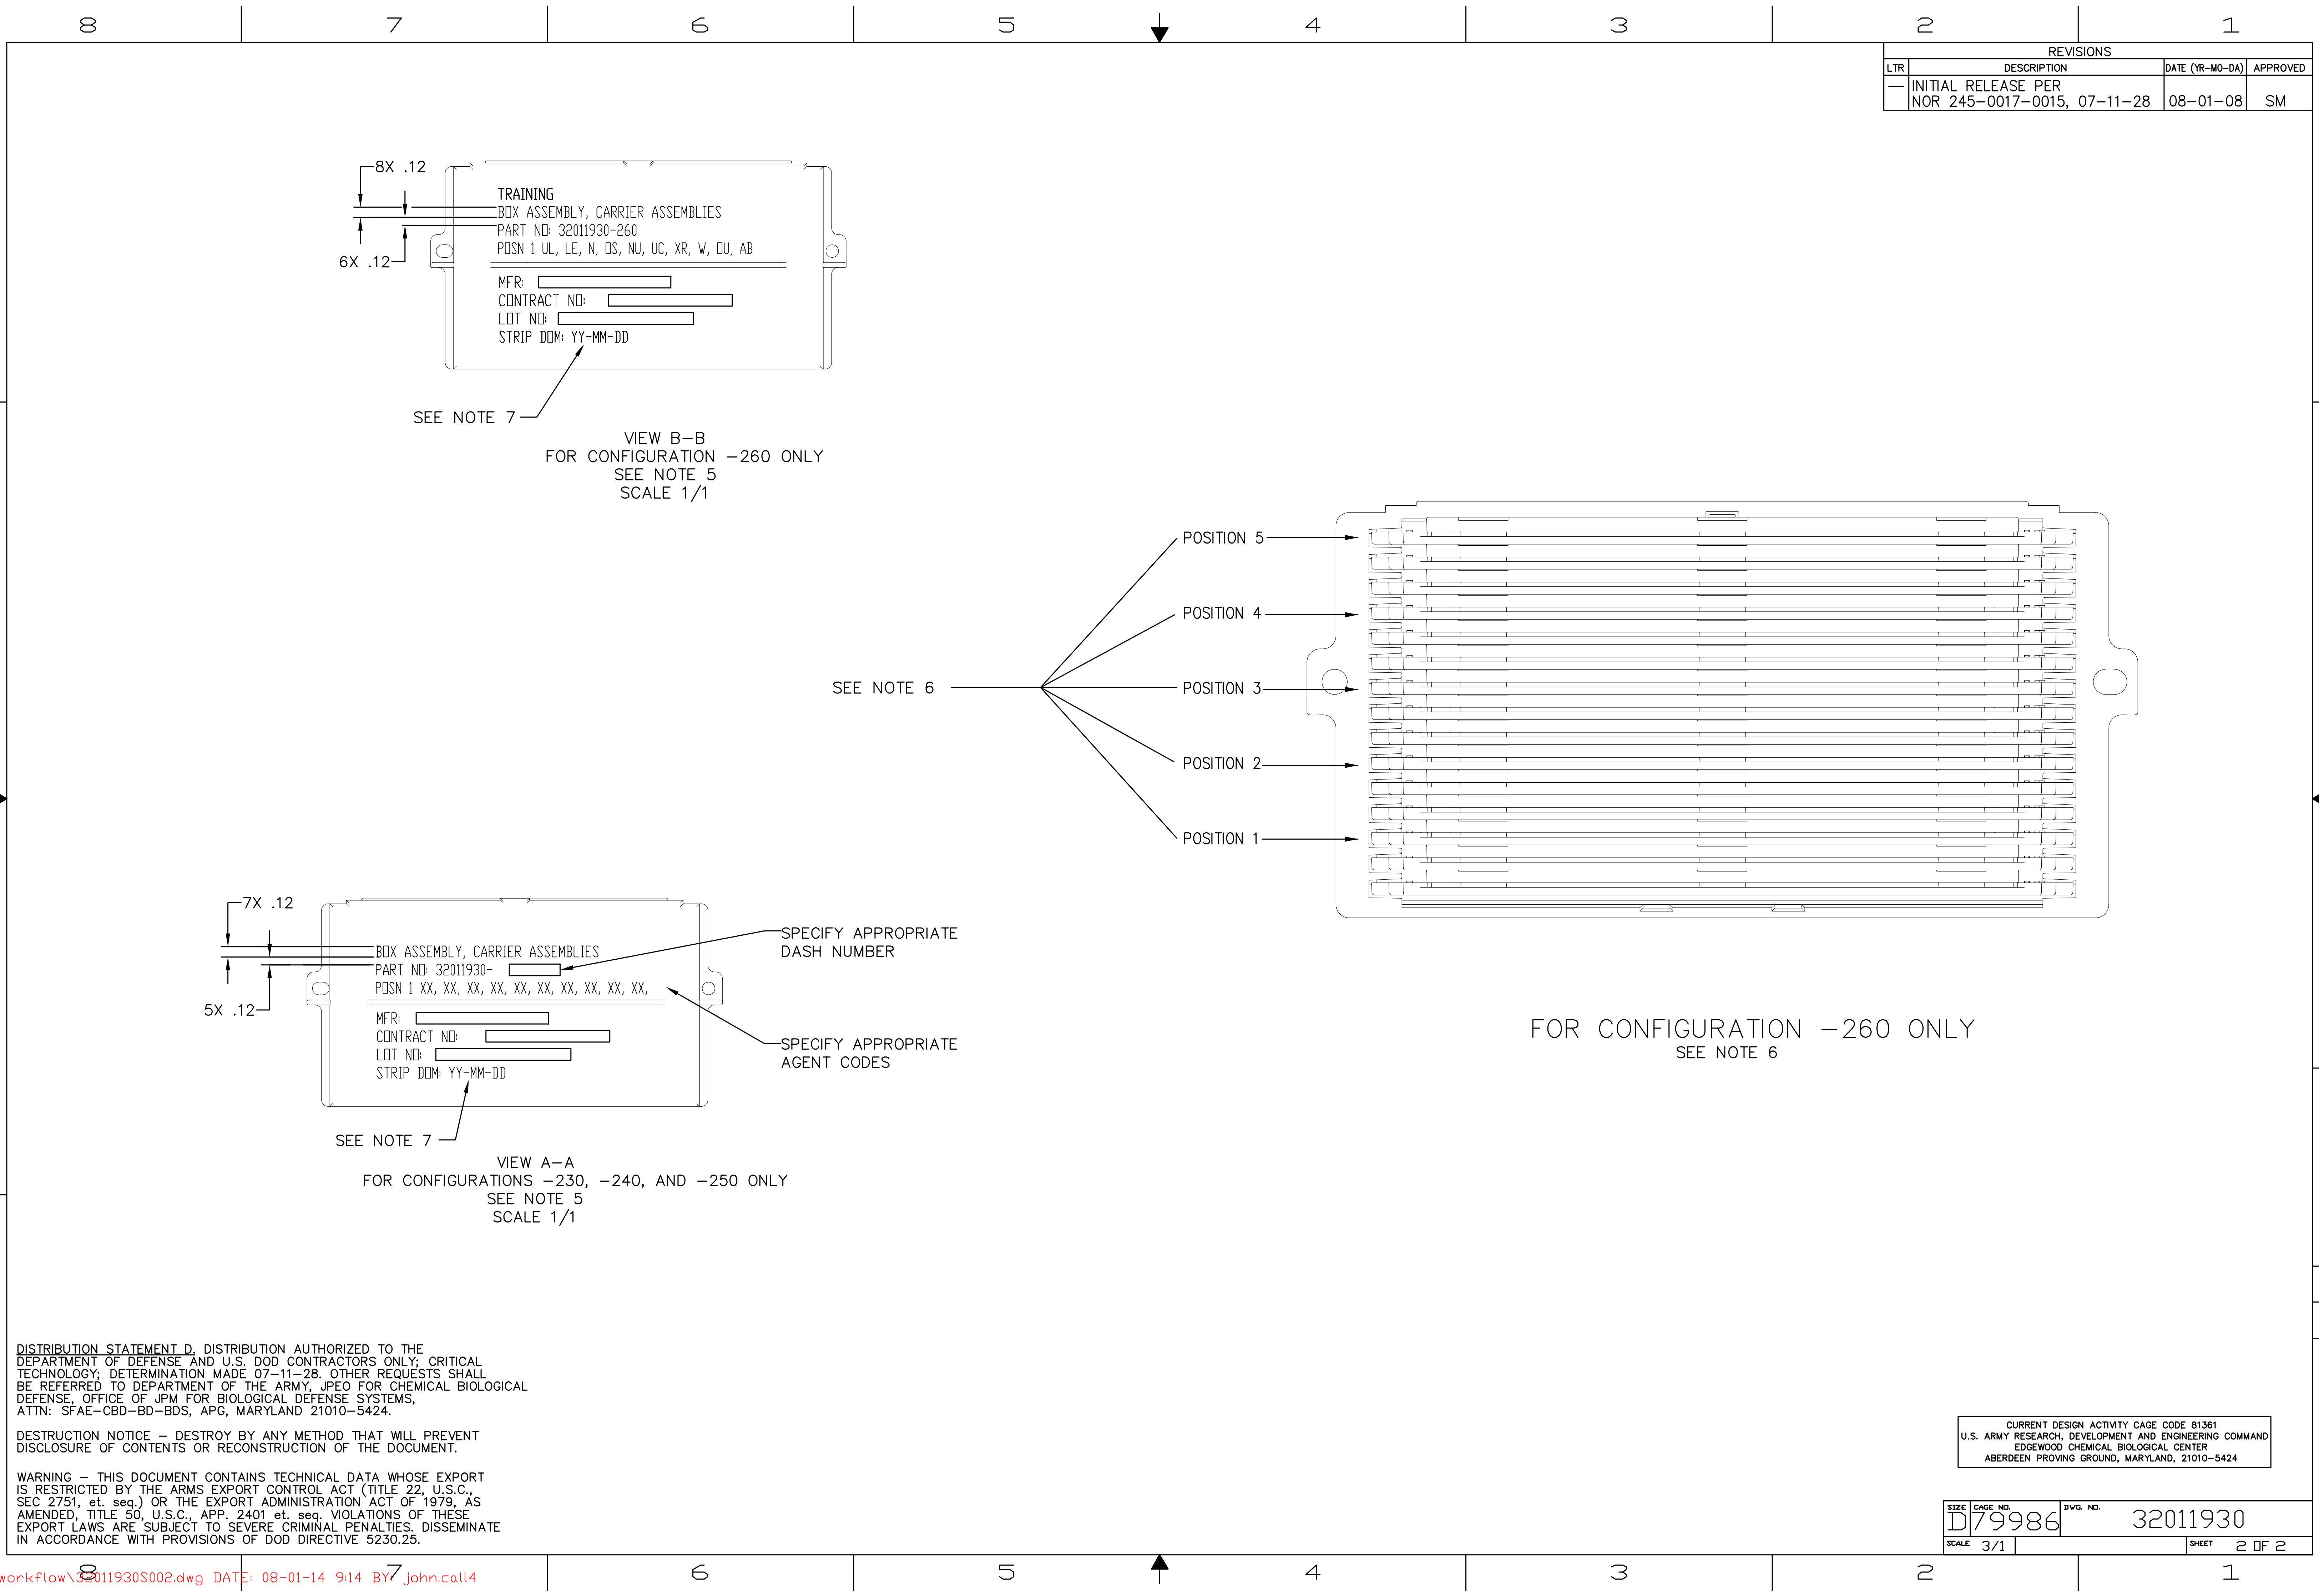 8 7 6 5 4 3 2 1
REVISIONS
LTR DESCRIPTION DATE (YR-MO-DA) APPROVED
— INITIAL RELEASE PER
NOR 245-0017-0015, 07-11-28 08-01-08 SM
8X .12
6X .12
TRAINING
BOX ASSEMBLY, CARRIER ASSEMBLIES
PART NO: 32011930-260
POSN 1 UL, LE, N, OS, NU, UC, XR, W, OU, AB
MFR:
CONTRACT NO:
LOT NO:
STRIP DOM: YY-MM-DD
SEE NOTE 7
VIEW B-B
FOR CONFIGURATION -260 ONLY
SEE NOTE 5
SCALE 1/1
POSITION 5
POSITION 4
SEE NOTE 6
POSITION 3
POSITION 2
POSITION 1
FOR CONFIGURATION -260 ONLY
SEE NOTE 6
7X .12
5X .12
BOX ASSEMBLY, CARRIER ASSEMBLIES
PART NO: 32011930-
POSN 1 XX, XX, XX, XX, XX, XX, XX, XX, XX, XX,
MFR:
CONTRACT NO:
LOT NO:
STRIP DOM: YY-MM-DD
SPECIFY APPROPRIATE
DASH NUMBER
SPECIFY APPROPRIATE
AGENT CODES
SEE NOTE 7
VIEW A-A
FOR CONFIGURATIONS -230, -240, AND -250 ONLY
SEE NOTE 5
SCALE 1/1
DISTRIBUTION STATEMENT D. DISTRIBUTION AUTHORIZED TO THE
DEPARTMENT OF DEFENSE AND U.S. DOD CONTRACTORS ONLY; CRITICAL
TECHNOLOGY; DETERMINATION MADE 07-11-28. OTHER REQUESTS SHALL
BE REFERRED TO DEPARTMENT OF THE ARMY, JPEO FOR CHEMICAL BIOLOGICAL
DEFENSE, OFFICE OF JPM FOR BIOLOGICAL DEFENSE SYSTEMS,
ATTN: SFAE-CBD-BD-BDS, APG, MARYLAND 21010-5424.
DESTRUCTION NOTICE - DESTROY BY ANY METHOD THAT WILL PREVENT
DISCLOSURE OF CONTENTS OR RECONSTRUCTION OF THE DOCUMENT.
WARNING - THIS DOCUMENT CONTAINS TECHNICAL DATA WHOSE EXPORT
IS RESTRICTED BY THE ARMS EXPORT CONTROL ACT (TITLE 22, U.S.C.,
SEC 2751, et. seq.) OR THE EXPORT ADMINISTRATION ACT OF 1979, AS
AMENDED, TITLE 50, U.S.C., APP. 2401 et. seq. VIOLATIONS OF THESE
EXPORT LAWS ARE SUBJECT TO SEVERE CRIMINAL PENALTIES. DISSEMINATE
IN ACCORDANCE WITH PROVISIONS OF DOD DIRECTIVE 5230.25.
CURRENT DESIGN ACTIVITY CAGE CODE 81361
U.S. ARMY RESEARCH, DEVELOPMENT AND ENGINEERING COMMAND
EDGEWOOD CHEMICAL BIOLOGICAL CENTER
ABERDEEN PROVING GROUND, MARYLAND, 21010-5424
SIZE CAGE NO. DWG. NO.
D 79986 32011930
SCALE 3/1 SHEET 2 OF 2
8 7 6 5 4 3 2 1
workflow\32011930S002.dwg DATE: 08-01-14 9:14 BY john.call4